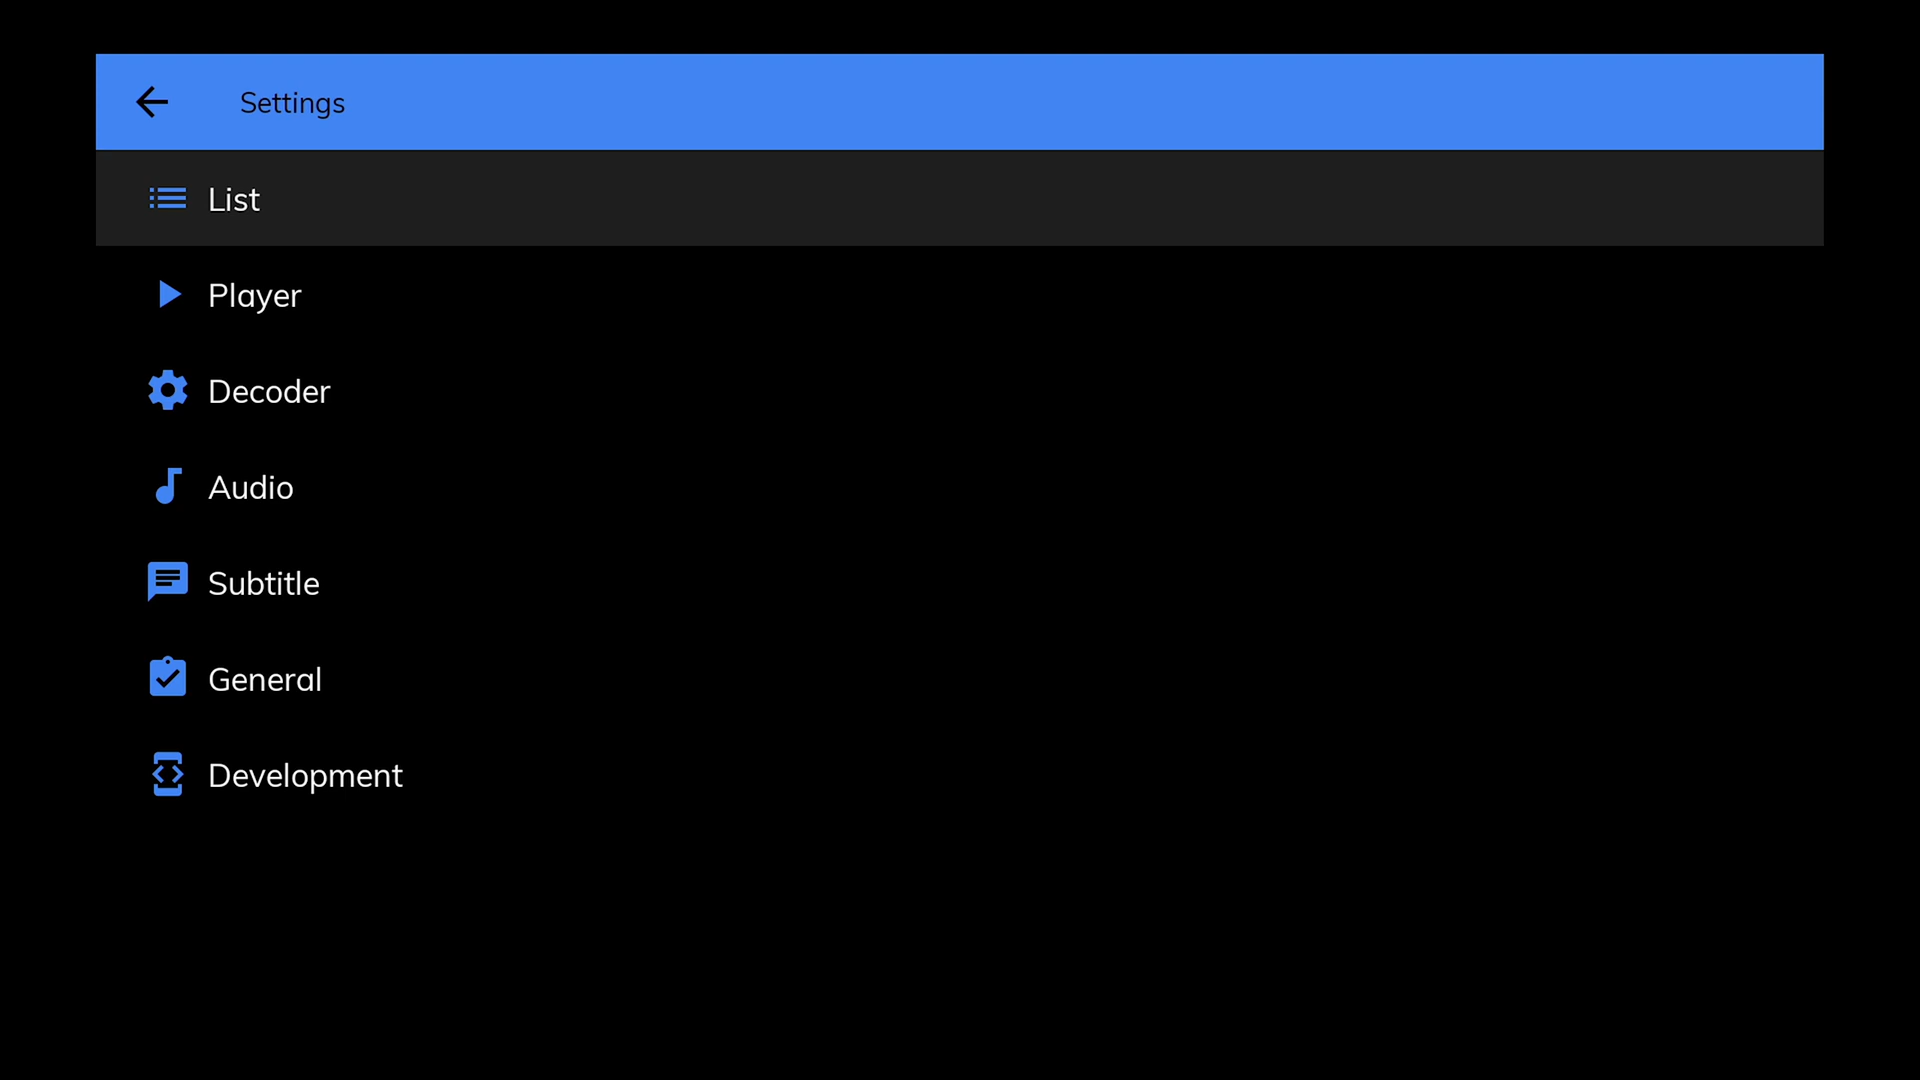 Settings
List
Player
Decoder
Audio
Subtitle
General
Development